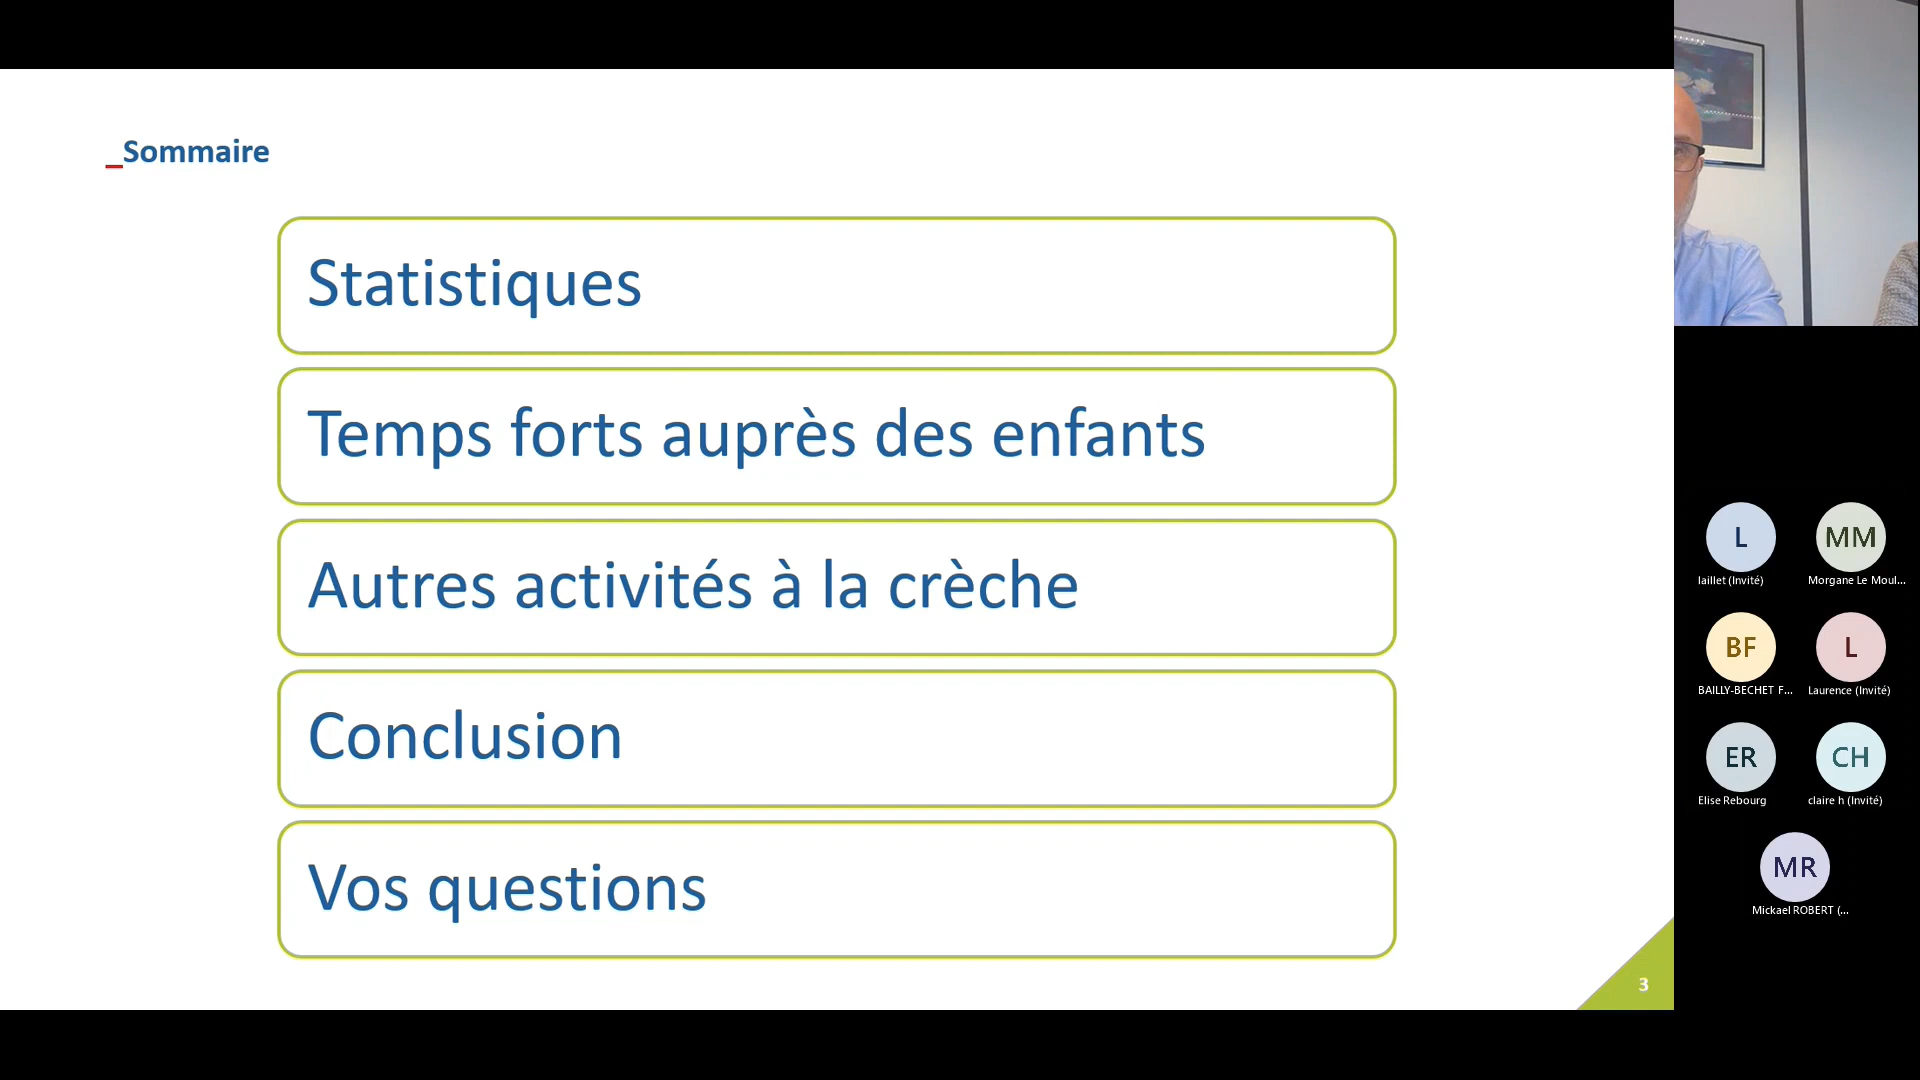 _Sommaire
Statistiques
Temps forts auprès des enfants
Autres activités à la crèche
Conclusion
Vos questions
3
L
MM
laillet (Invité)
Morgane Le Moul...
BF
L
BAILLY-BECHET F...
Laurence (Invité)
ER
CH
Elise Rebourg
claire h (Invité)
MR
Mickael ROBERT (...